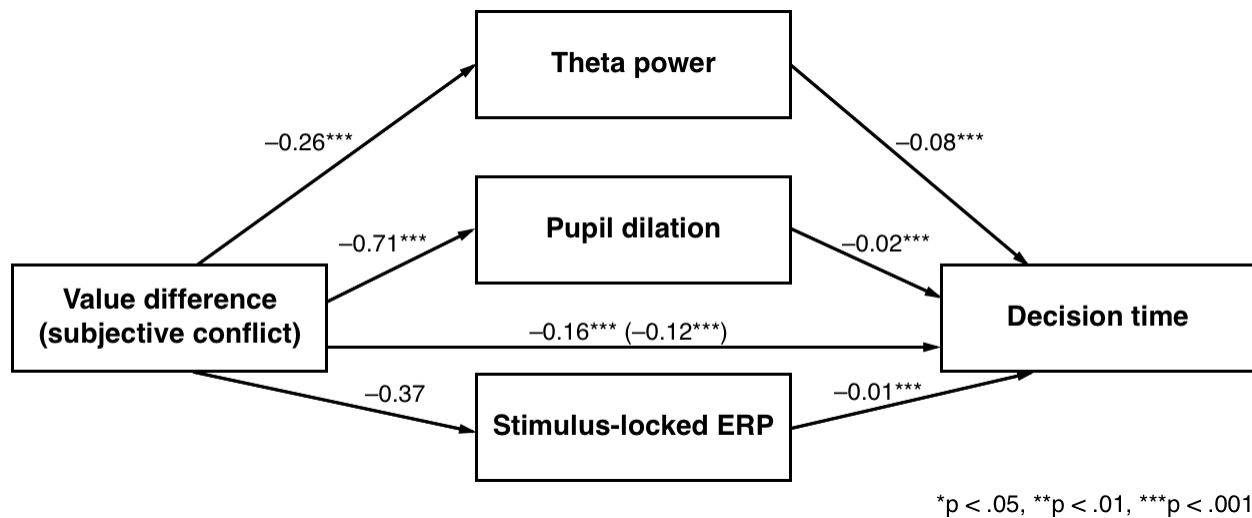 Theta power
–0.26***
–0.08***
Pupil dilation
–0.71***
–0.02***
Value difference
(subjective conflict)
Decision time
–0.16*** (–0.12***)
–0.37
–0.01***
Stimulus-locked ERP
*p < .05, **p < .01, ***p < .001